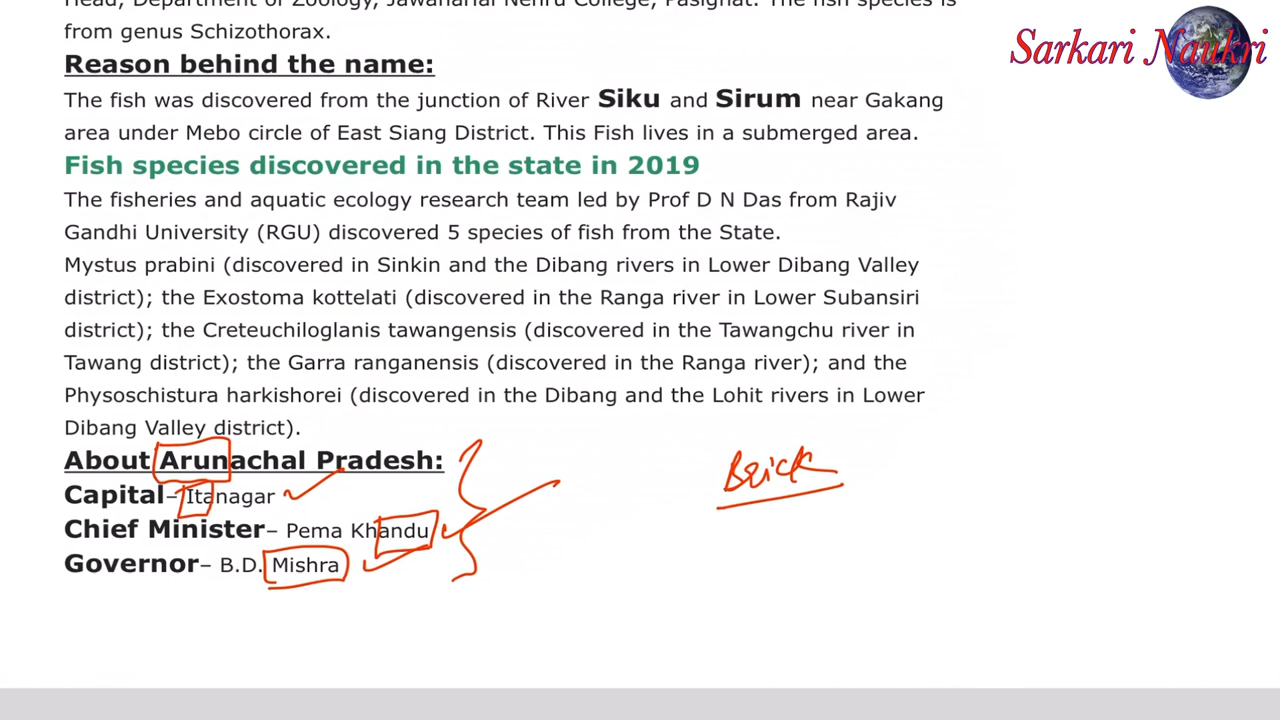 Head, Department of Zoology, Jawaharlal Nehru College, Pasighat. The fish species is
from genus Schizothorax.
Sarkari Naukri
Reason behind the name:
The fish was discovered from the junction of River Siku and Sirum near Gakang
area under Mebo circle of East Siang District. This Fish lives in a submerged area.
Fish species discovered in the state in 2019
The fisheries and aquatic ecology research team led by Prof D N Das from Rajiv
Gandhi University (RGU) discovered 5 species of fish from the State.
Mystus prabini (discovered in Sinkin and the Dibang rivers in Lower Dibang Valley
district); the Exostoma kottelati (discovered in the Ranga river in Lower Subansiri
district); the Creteuchiloglanis tawangensis (discovered in the Tawangchu river in
Tawang district); the Garra ranganensis (discovered in the Ranga river); and the
Physoschistura harkishorei (discovered in the Dibang and the Lohit rivers in Lower
Dibang Valley district).
About Arunachal Pradesh:
Capital– Itanagar
Brick
Chief Minister– Pema Khandu
Governor– B.D. Mishra